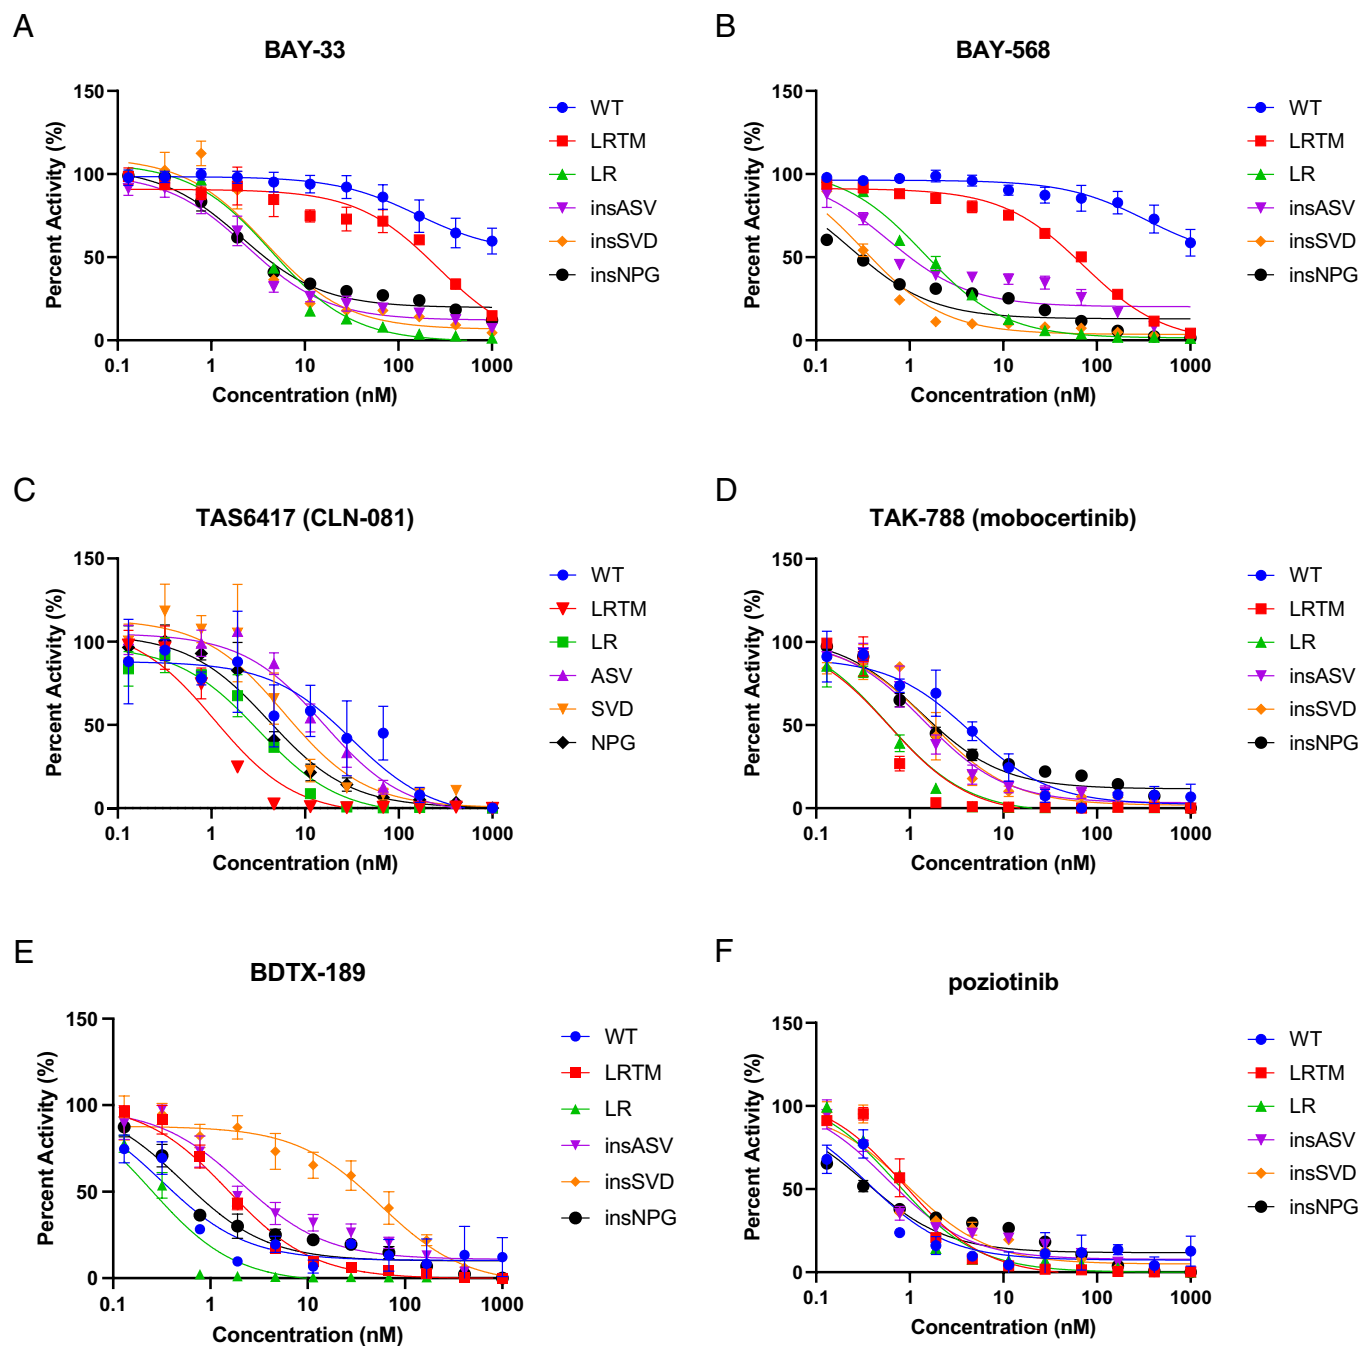 A
BAY-33
Percent Activity (%)
150
100
50
0
0.1 1 10 100 1000
Concentration (nM)
WT
LRTM
LR
insASV
insSVD
insNPG
B
BAY-568
Percent Activity (%)
150
100
50
0
0.1 1 10 100 1000
Concentration (nM)
WT
LRTM
LR
insASV
insSVD
insNPG
C
TAS6417 (CLN-081)
Percent Activity (%)
150
100
50
0
0.1 1 10 100 1000
Concentration (nM)
WT
LRTM
LR
ASV
SVD
NPG
D
TAK-788 (mobocertinib)
Percent Activity (%)
150
100
50
0
0.1 1 10 100 1000
Concentration (nM)
WT
LRTM
LR
insASV
insSVD
insNPG
E
BDTX-189
Percent Activity (%)
150
100
50
0
0.1 1 10 100 1000
Concentration (nM)
WT
LRTM
LR
insASV
insSVD
insNPG
F
poziotinib
Percent Activity (%)
150
100
50
0
0.1 1 10 100 1000
Concentration (nM)
WT
LRTM
LR
insASV
insSVD
insNPG